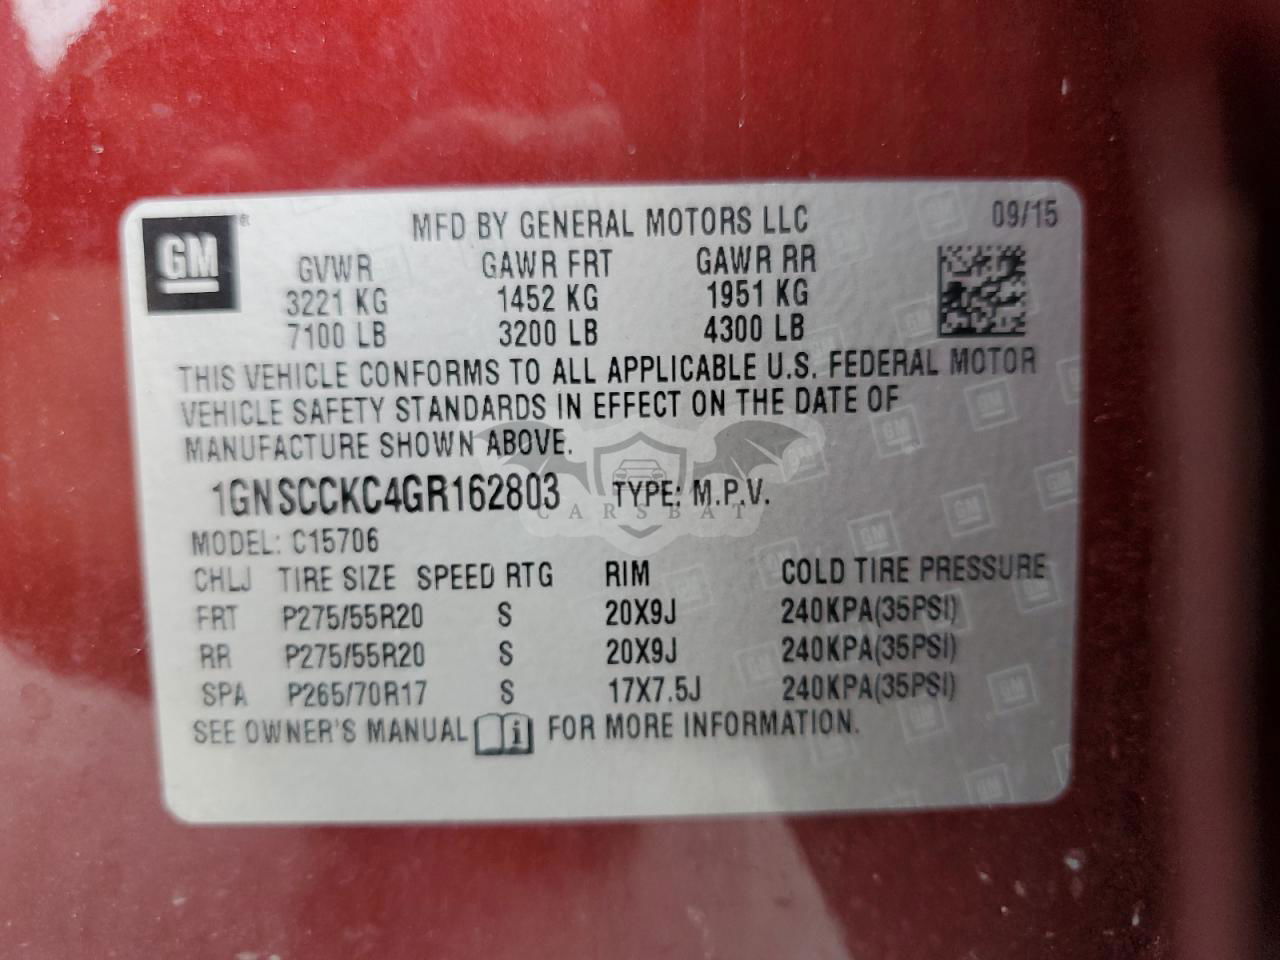 GM®
MFD BY GENERAL MOTORS LLC 09/15
GVWR GAWR FRT GAWR RR
3221 KG 1452 KG 1951 KG
7100 LB 3200 LB 4300 LB
THIS VEHICLE CONFORMS TO ALL APPLICABLE U.S. FEDERAL MOTOR
VEHICLE SAFETY STANDARDS IN EFFECT ON THE DATE OF
MANUFACTURE SHOWN ABOVE.
1GNSCCKC4GR162803 TYPE: M.P.V.
CARSBAT
MODEL: C15706
CHLJ TIRE SIZE SPEED RTG RIM COLD TIRE PRESSURE
FRT P275/55R20 S 20X9J 240KPA(35PSI)
RR P275/55R20 S 20X9J 240KPA(35PSI)
SPA P265/70R17 S 17X7.5J 240KPA(35PSI)
SEE OWNER'S MANUAL i FOR MORE INFORMATION.